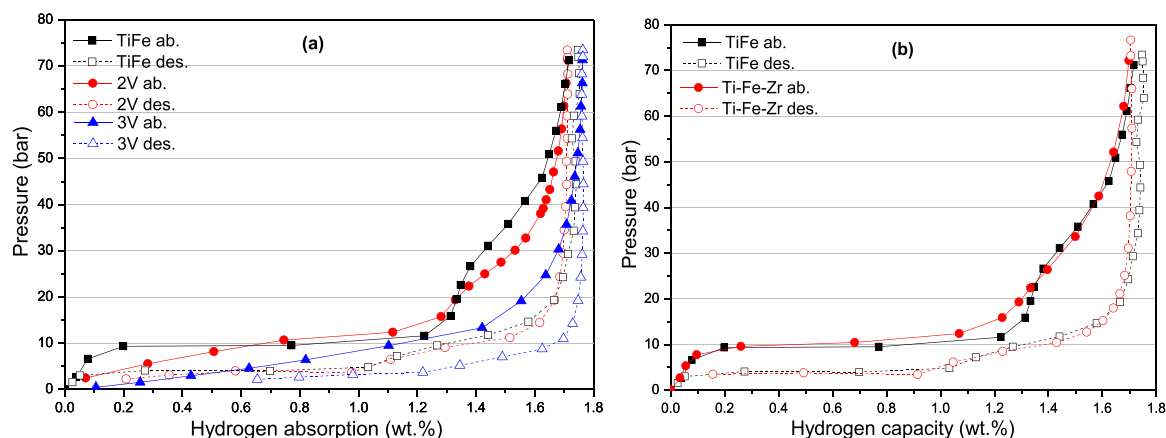 (a)
TiFe ab.
TiFe des.
2V ab.
2V des.
3V ab.
3V des.
80
70
60
50
40
30
20
10
0
Pressure (bar)
0.0 0.2 0.4 0.6 0.8 1.0 1.2 1.4 1.6 1.8
Hydrogen absorption (wt.%)
(b)
TiFe ab.
TiFe des.
Ti-Fe-Zr ab.
Ti-Fe-Zr des.
80
70
60
50
40
30
20
10
0
Pressure (bar)
0.0 0.2 0.4 0.6 0.8 1.0 1.2 1.4 1.6 1.8
Hydrogen capacity (wt.%)